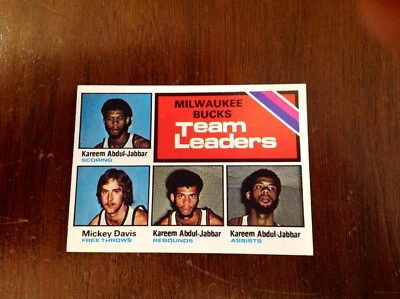 MILWAUKEE
BUCKS
Team
Leaders
Kareem Abdul-Jabbar
SCORING
Mickey Davis
FREE THROWS
Kareem Abdul-Jabbar
REBOUNDS
Kareem Abdul-Jabbar
ASSISTS